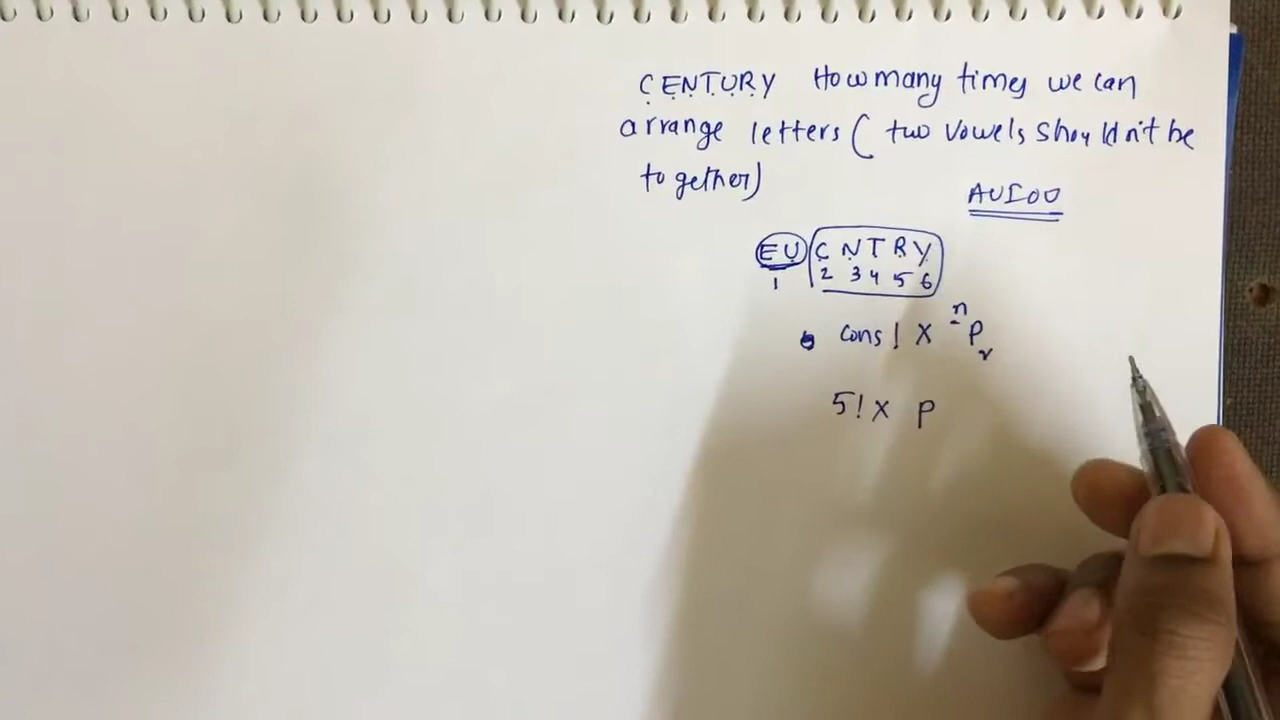 CENTURY How many times we can
arrange letters ( two vowels shouldn't be
together)
AUIOO
EU CNTRY
1 2 3 4 5 6
cons! X nPr
5! X P